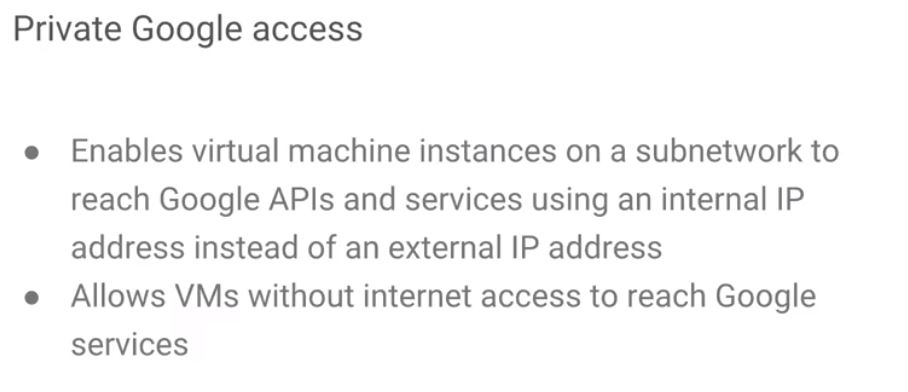 Private Google access
● Enables virtual machine instances on a subnetwork to
reach Google APIs and services using an internal IP
address instead of an external IP address
● Allows VMs without internet access to reach Google
services